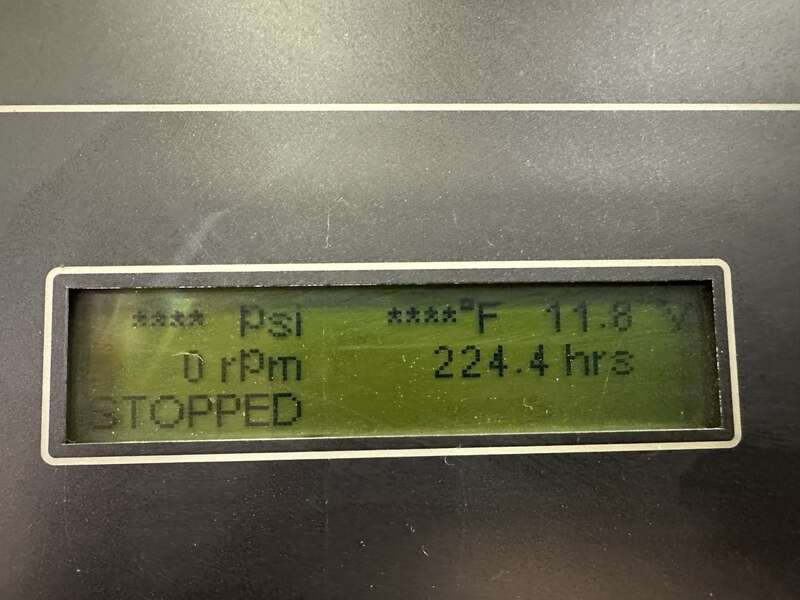 **** psi ****°F 11.8 V
0 rpm 224.4 hrs
STOPPED